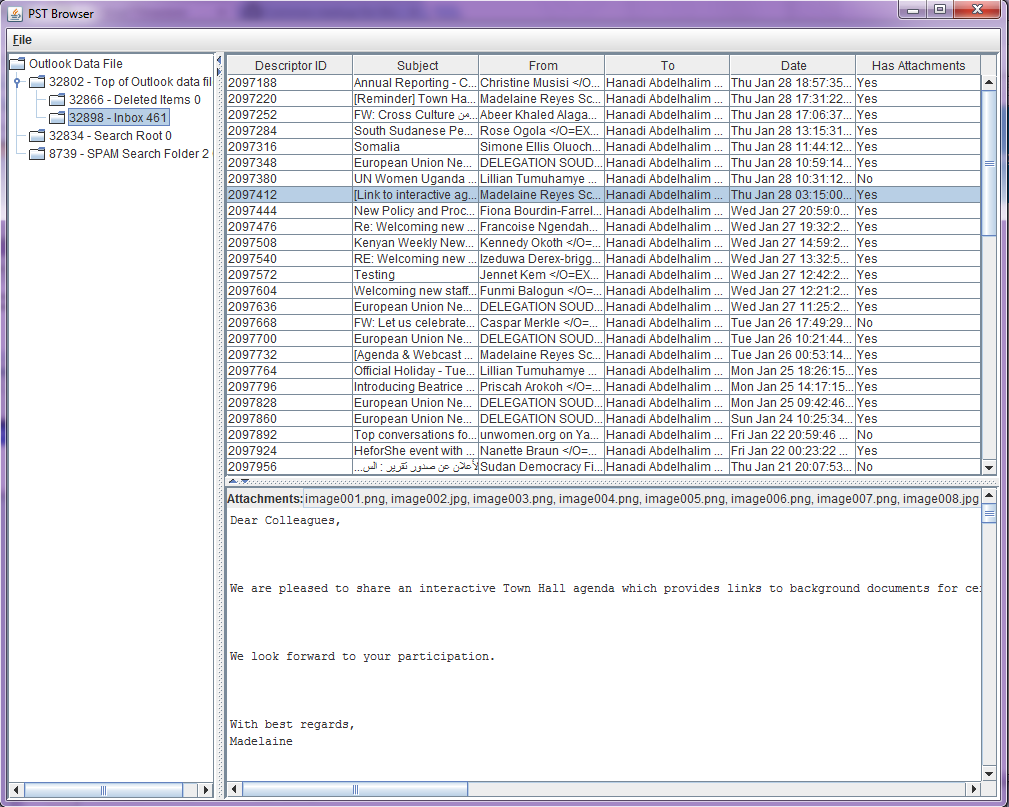 PST Browser
File
Outlook Data File
32802 - Top of Outlook data fil
32866 - Deleted Items 0
32898 - Inbox 461
32834 - Search Root 0
8739 - SPAM Search Folder 2
Descriptor ID Subject From To Date Has Attachments
2097188 Annual Reporting - C... Christine Musisi </O... Hanadi Abdelhalim ... Thu Jan 28 18:57:35... Yes
2097220 [Reminder] Town Ha... Madelaine Reyes Sc... Hanadi Abdelhalim ... Thu Jan 28 17:31:22... Yes
2097252 FW: Cross Culture من... Abeer Khaled Alaga... Hanadi Abdelhalim ... Thu Jan 28 17:06:37... Yes
2097284 South Sudanese Pe... Rose Ogola </O=EX... Hanadi Abdelhalim ... Thu Jan 28 13:15:31... Yes
2097316 Somalia Simone Ellis Oluoch... Hanadi Abdelhalim ... Thu Jan 28 11:44:12... Yes
2097348 European Union Ne... DELEGATION SOUD... Hanadi Abdelhalim ... Thu Jan 28 10:59:14... Yes
2097380 UN Women Uganda ... Lillian Tumuhamye ... Hanadi Abdelhalim ... Thu Jan 28 10:31:12... No
2097412 [Link to interactive ag... Madelaine Reyes Sc... Hanadi Abdelhalim ... Thu Jan 28 03:15:00... Yes
2097444 New Policy and Proc... Fiona Bourdin-Farrel... Hanadi Abdelhalim ... Wed Jan 27 20:59:0... Yes
2097476 Re: Welcoming new ... Francoise Ngendah... Hanadi Abdelhalim ... Wed Jan 27 19:32:2... Yes
2097508 Kenyan Weekly New... Kennedy Okoth </O=... Hanadi Abdelhalim ... Wed Jan 27 14:59:2... Yes
2097540 RE: Welcoming new ... Izeduwa Derex-brigg... Hanadi Abdelhalim ... Wed Jan 27 13:32:5... Yes
2097572 Testing Jennet Kem </O=EX... Hanadi Abdelhalim ... Wed Jan 27 12:42:2... Yes
2097604 Welcoming new staff... Funmi Balogun </O=... Hanadi Abdelhalim ... Wed Jan 27 12:21:2... Yes
2097636 European Union Ne... DELEGATION SOUD... Hanadi Abdelhalim ... Wed Jan 27 11:25:2... Yes
2097668 FW: Let us celebrate... Caspar Merkle </O=... Hanadi Abdelhalim ... Tue Jan 26 17:49:29... No
2097700 European Union Ne... DELEGATION SOUD... Hanadi Abdelhalim ... Tue Jan 26 10:21:44... Yes
2097732 [Agenda & Webcast ... Madelaine Reyes Sc... Hanadi Abdelhalim ... Tue Jan 26 00:53:14... Yes
2097764 Official Holiday - Tue... Lillian Tumuhamye ... Hanadi Abdelhalim ... Mon Jan 25 18:26:15... Yes
2097796 Introducing Beatrice ... Priscah Arokoh </O=... Hanadi Abdelhalim ... Mon Jan 25 14:17:15... Yes
2097828 European Union Ne... DELEGATION SOUD... Hanadi Abdelhalim ... Mon Jan 25 09:42:46... Yes
2097860 European Union Ne... DELEGATION SOUD... Hanadi Abdelhalim ... Sun Jan 24 10:25:34... Yes
2097892 Top conversations fo... unwomen.org on Ya... Hanadi Abdelhalim ... Fri Jan 22 20:59:46 ... No
2097924 HeforShe event with ... Nanette Braun </O=... Hanadi Abdelhalim ... Fri Jan 22 00:23:22 ... Yes
2097956 لأعلان عن صدور تقرير : الس... Sudan Democracy Fi... Hanadi Abdelhalim ... Thu Jan 21 20:07:53... No
Attachments: image001.png, image002.jpg, image003.png, image004.png, image005.png, image006.png, image007.png, image008.jpg
Dear Colleagues,
We are pleased to share an interactive Town Hall agenda which provides links to background documents for cei
We look forward to your participation.
With best regards,
Madelaine